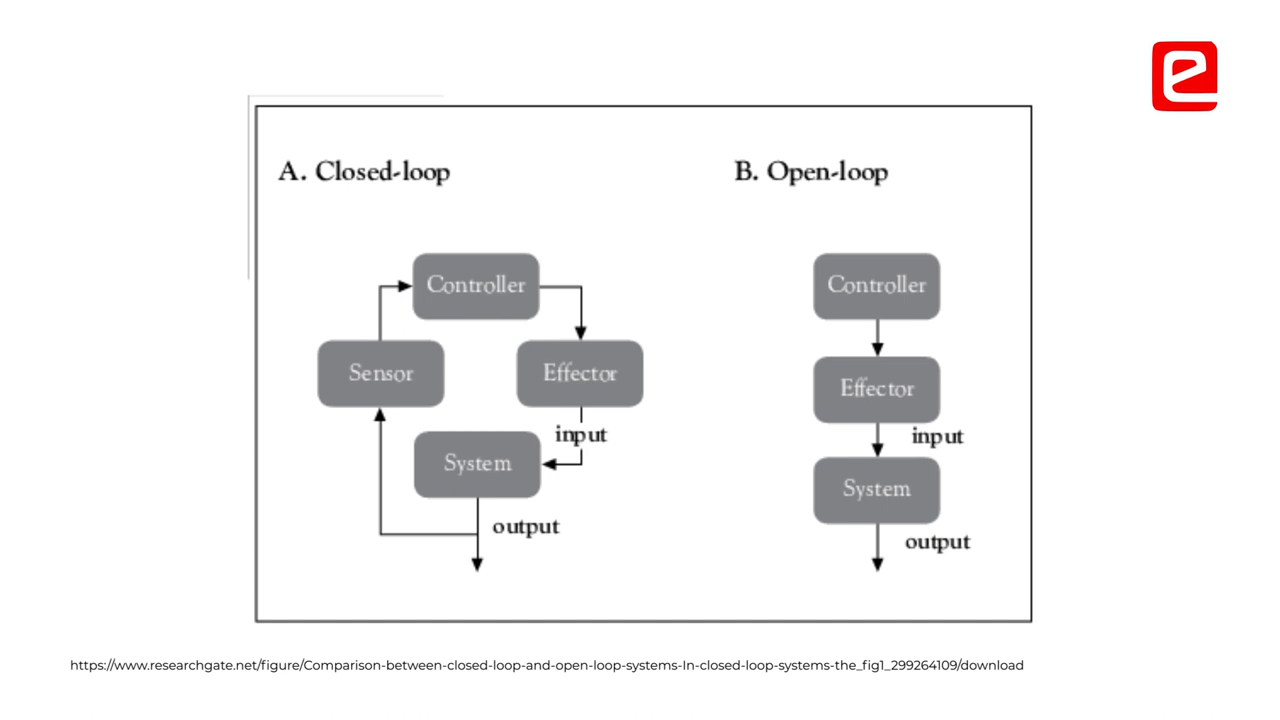 e
A. Closed-loop
B. Open-loop
Controller
Sensor
Effector
input
System
output
Controller
Effector
input
System
output
https://www.researchgate.net/figure/Comparison-between-closed-loop-and-open-loop-systems-In-closed-loop-systems-the_fig1_299264109/download